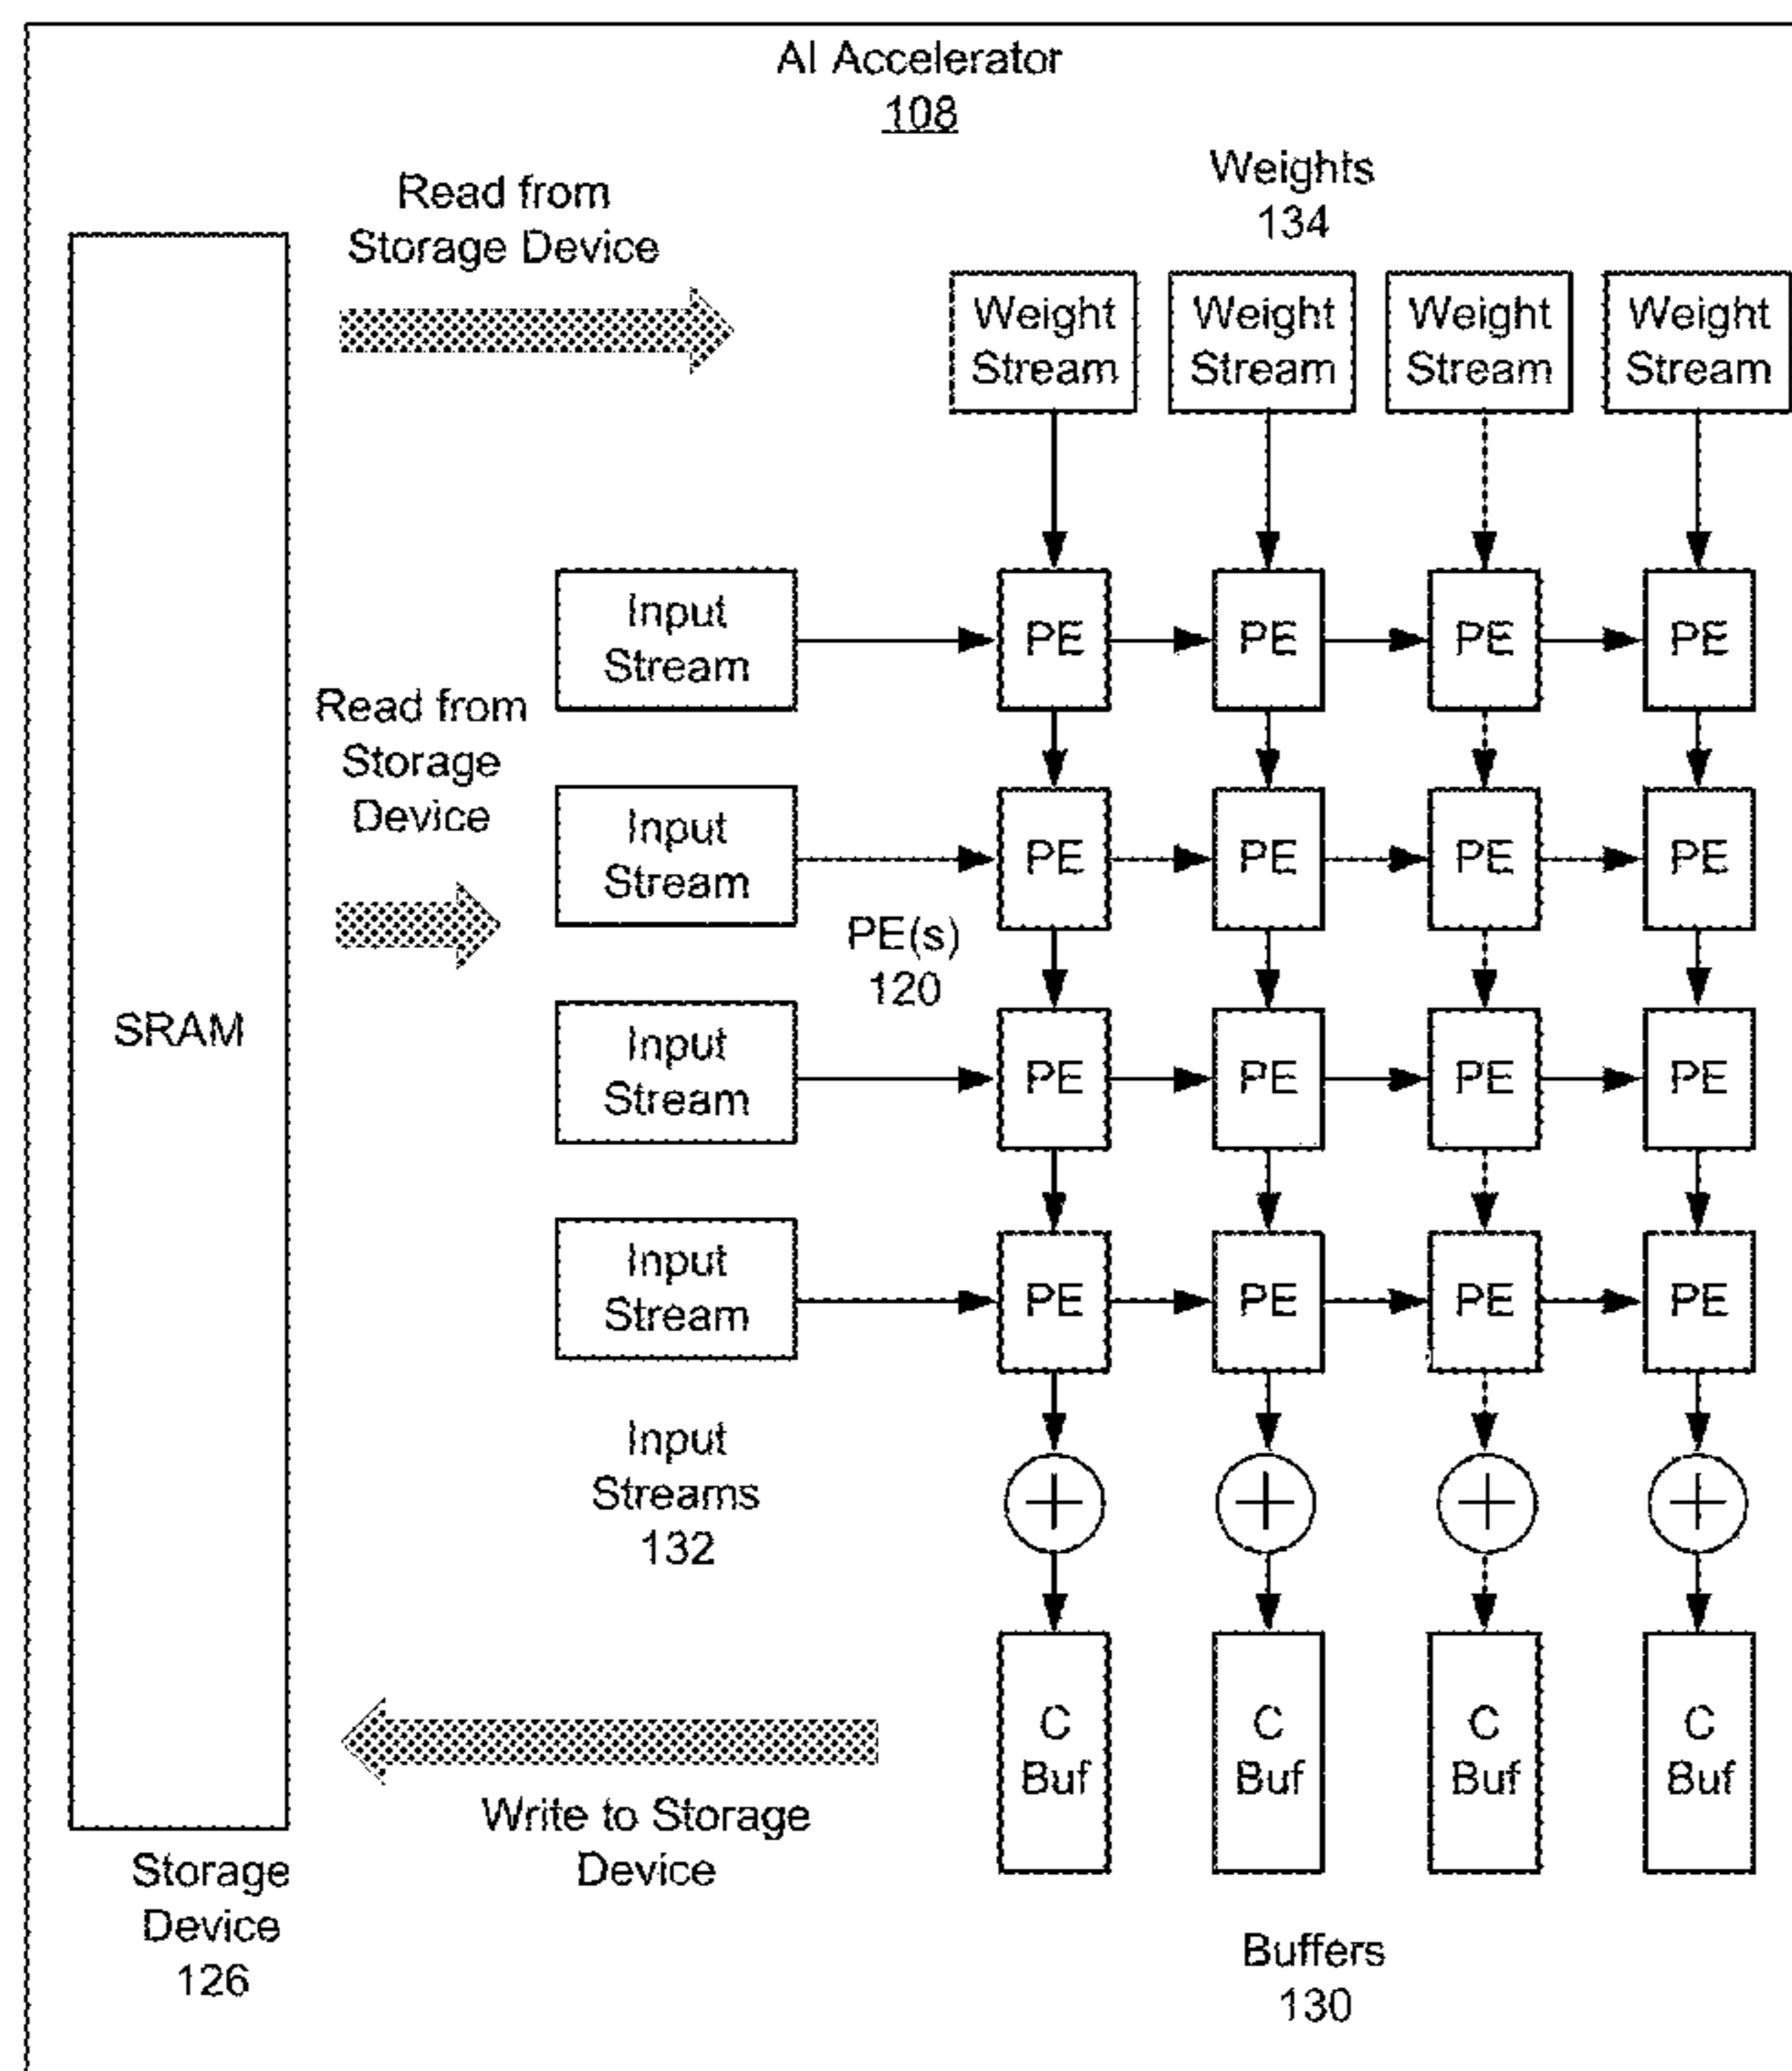 AI Accelerator
108
Weights
134
Read from
Storage Device
Weight
Stream
Weight
Stream
Weight
Stream
Weight
Stream
Input
Stream
PE
PE
PE
PE
Read from
Storage
Device
Input
Stream
PE
PE
PE
PE
PE(s)
120
SRAM
Input
Stream
PE
PE
PE
PE
Input
Stream
PE
PE
PE
PE
Input
Streams
132
+
+
+
+
C
Buf
C
Buf
C
Buf
C
Buf
Write to Storage
Device
Storage
Device
126
Buffers
130